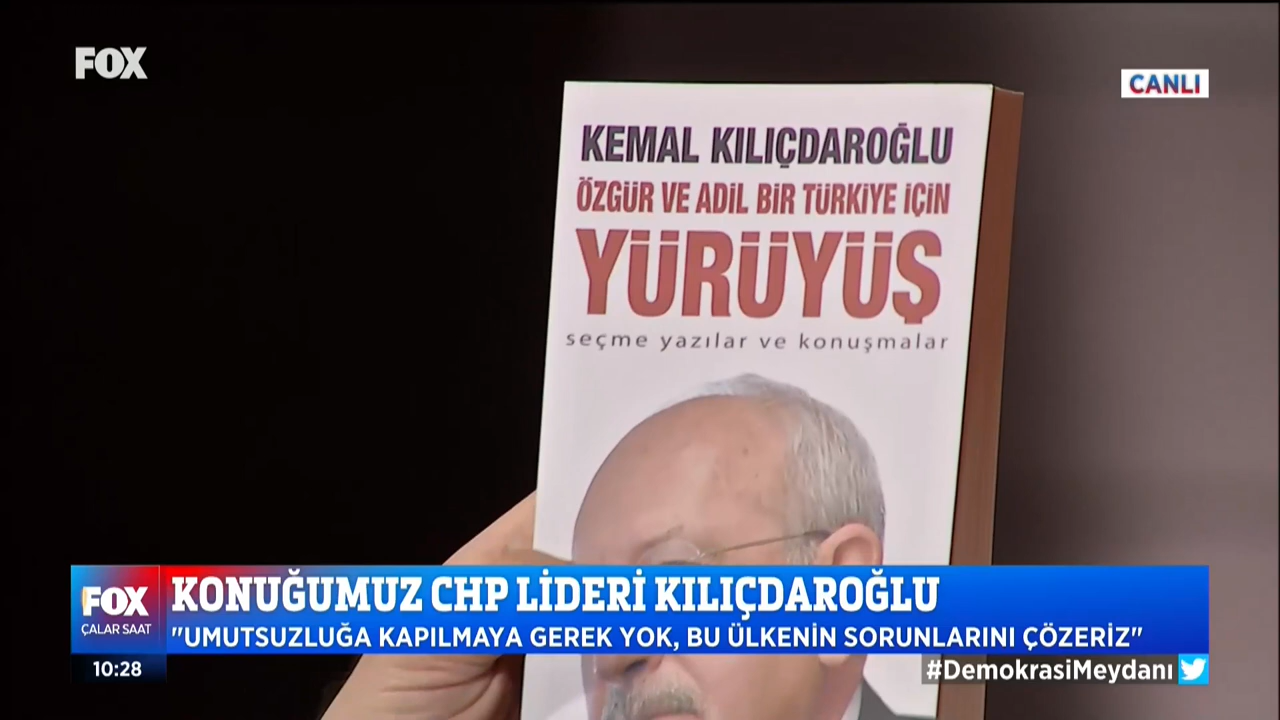 FOX
CANLI
KEMAL KILIÇDAROĞLU
ÖZGÜR VE ADİL BİR TÜRKİYE İÇİN
YÜRÜYÜŞ
seçme yazılar ve konuşmalar
FOX
ÇALAR SAAT
KONUĞUMUZ CHP LİDERİ KILIÇDAROĞLU
"UMUTSUZLUĞA KAPILMAYA GEREK YOK, BU ÜLKENİN SORUNLARINI ÇÖZERİZ"
10:28
#DemokrasiMeydanı